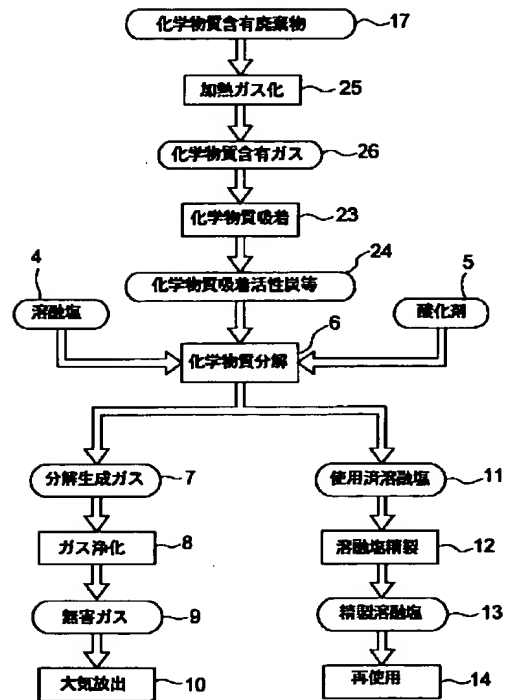 化学物質含有廃棄物 17
加熱ガス化 25
化学物質含有ガス 26
化学物質吸着 23
化学物質吸着活性炭等 24
溶融塩 4
酸化剤 5
化学物質分解 6
分解生成ガス 7
使用済溶融塩 11
ガス浄化 8
溶融塩精製 12
無害ガス 9
精製溶融塩 13
大気放出 10
再使用 14